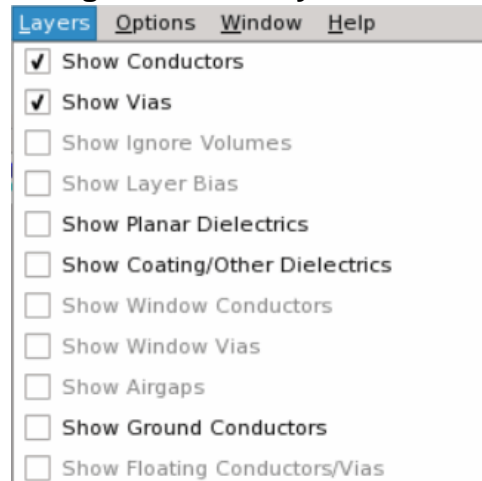 Layers Options Window Help
Show Conductors
Show Vias
Show Ignore Volumes
Show Layer Bias
Show Planar Dielectrics
Show Coating/Other Dielectrics
Show Window Conductors
Show Window Vias
Show Airgaps
Show Ground Conductors
Show Floating Conductors/Vias